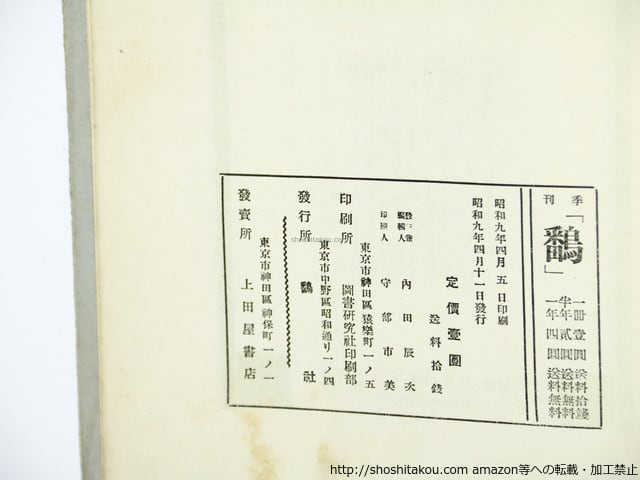 季刊「鷭」
一冊 壹圓 送料拾錢
半年 貳圓 送料無料
一年 四圓 送料無料
昭和九年四月五日印刷
昭和九年四月十一日發行
定價壹圓
送料拾錢
編輯人 內田辰次
印刷人 守部市美
東京市神田區猿樂町一ノ五
印刷所 圖書研究社印刷部
東京市中野區昭和通り一ノ四
發行所 鷭社
東京市神田區神保町一ノ一
發賣所 上田屋書店
shoshitakou.com
http://shoshitakou.com amazon等への転載・加工禁止